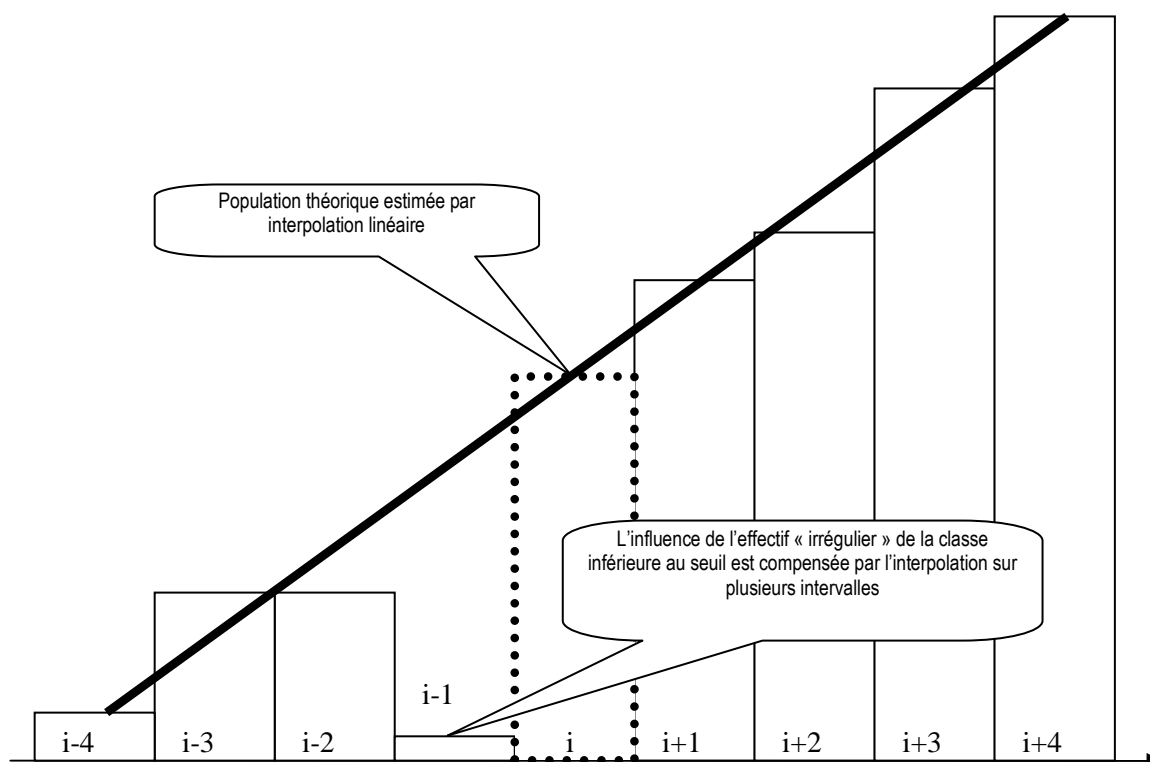 Population théorique estimée par
interpolation linéaire
L'influence de l'effectif « irrégulier » de la classe
inférieure au seuil est compensée par l'interpolation sur
plusieurs intervalles
i-1
i-4
i-3
i-2
i
i+1
i+2
i+3
i+4